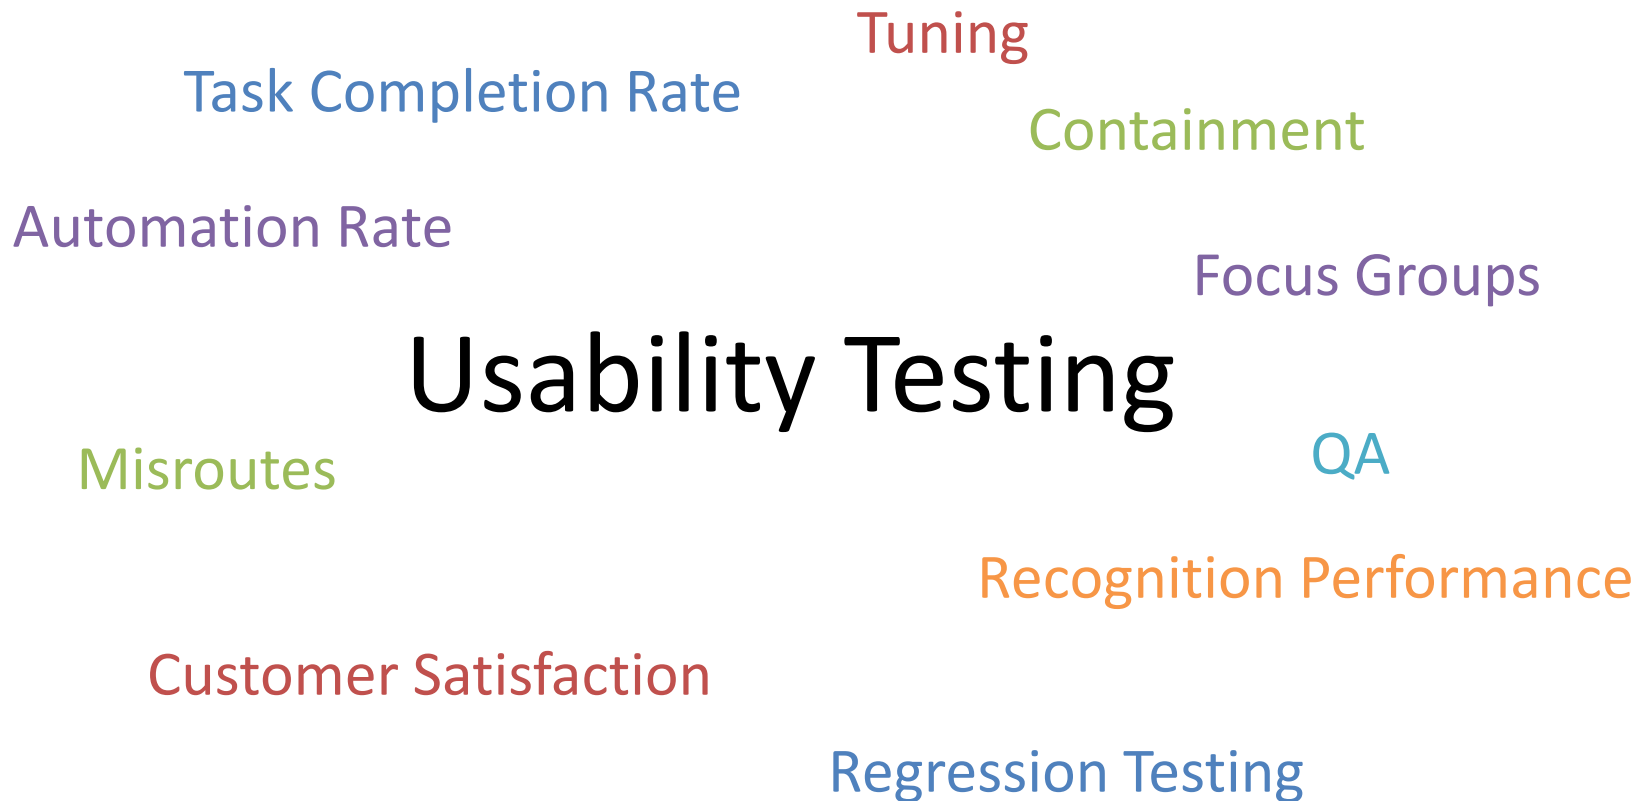 Tuning
Task Completion Rate
Containment
Automation Rate
Focus Groups
Usability Testing
QA
Misroutes
Recognition Performance
Customer Satisfaction
Regression Testing